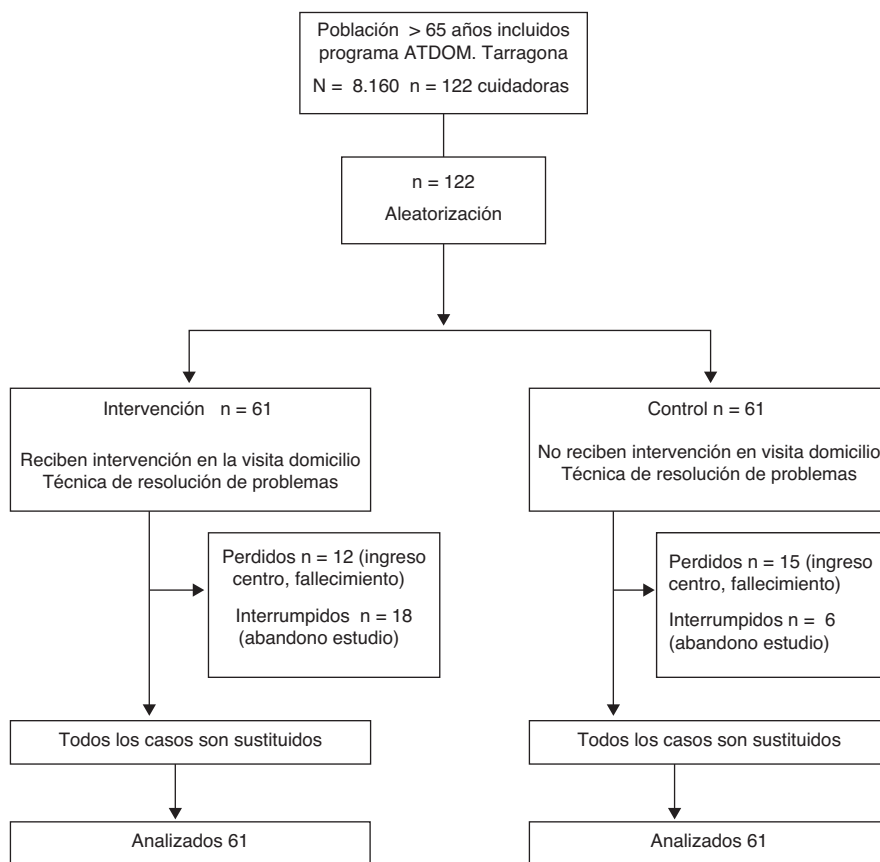 Población > 65 años incluidos
programa ATDOM. Tarragona
N = 8.160 n = 122 cuidadoras
n = 122
Aleatorización
Intervención n = 61
Reciben intervención en la visita domicilio
Técnica de resolución de problemas
Control n = 61
No reciben intervención en visita domicilio
Técnica de resolución de problemas
Perdidos n = 12 (ingreso
centro, fallecimiento)
Interrumpidos n = 18
(abandono estudio)
Perdidos n = 15 (ingreso
centro, fallecimiento)
Interrumpidos n = 6
(abandono estudio)
Todos los casos son sustituidos
Todos los casos son sustituidos
Analizados 61
Analizados 61